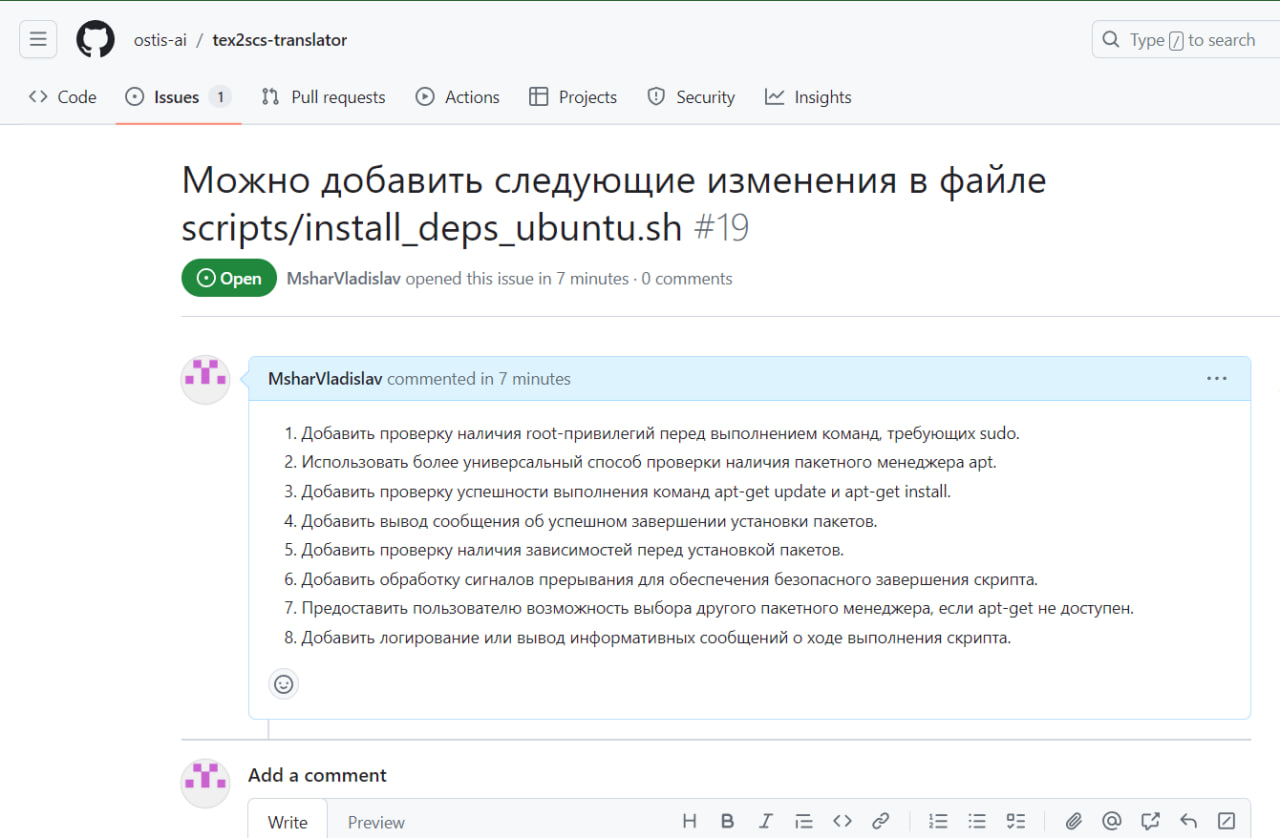 ostis-ai / tex2scs-translator
Type / to search
Code Issues 1 Pull requests Actions Projects Security Insights
Можно добавить следующие изменения в файле
scripts/install_deps_ubuntu.sh #19
Open MsharVladislav opened this issue in 7 minutes · 0 comments
MsharVladislav commented in 7 minutes
1. Добавить проверку наличия root-привилегий перед выполнением команд, требующих sudo.
2. Использовать более универсальный способ проверки наличия пакетного менеджера apt.
3. Добавить проверку успешности выполнения команд apt-get update и apt-get install.
4. Добавить вывод сообщения об успешном завершении установки пакетов.
5. Добавить проверку наличия зависимостей перед установкой пакетов.
6. Добавить обработку сигналов прерывания для обеспечения безопасного завершения скрипта.
7. Предоставить пользователю возможность выбора другого пакетного менеджера, если apt-get не доступен.
8. Добавить логирование или вывод информативных сообщений о ходе выполнения скрипта.
Add a comment
Write Preview